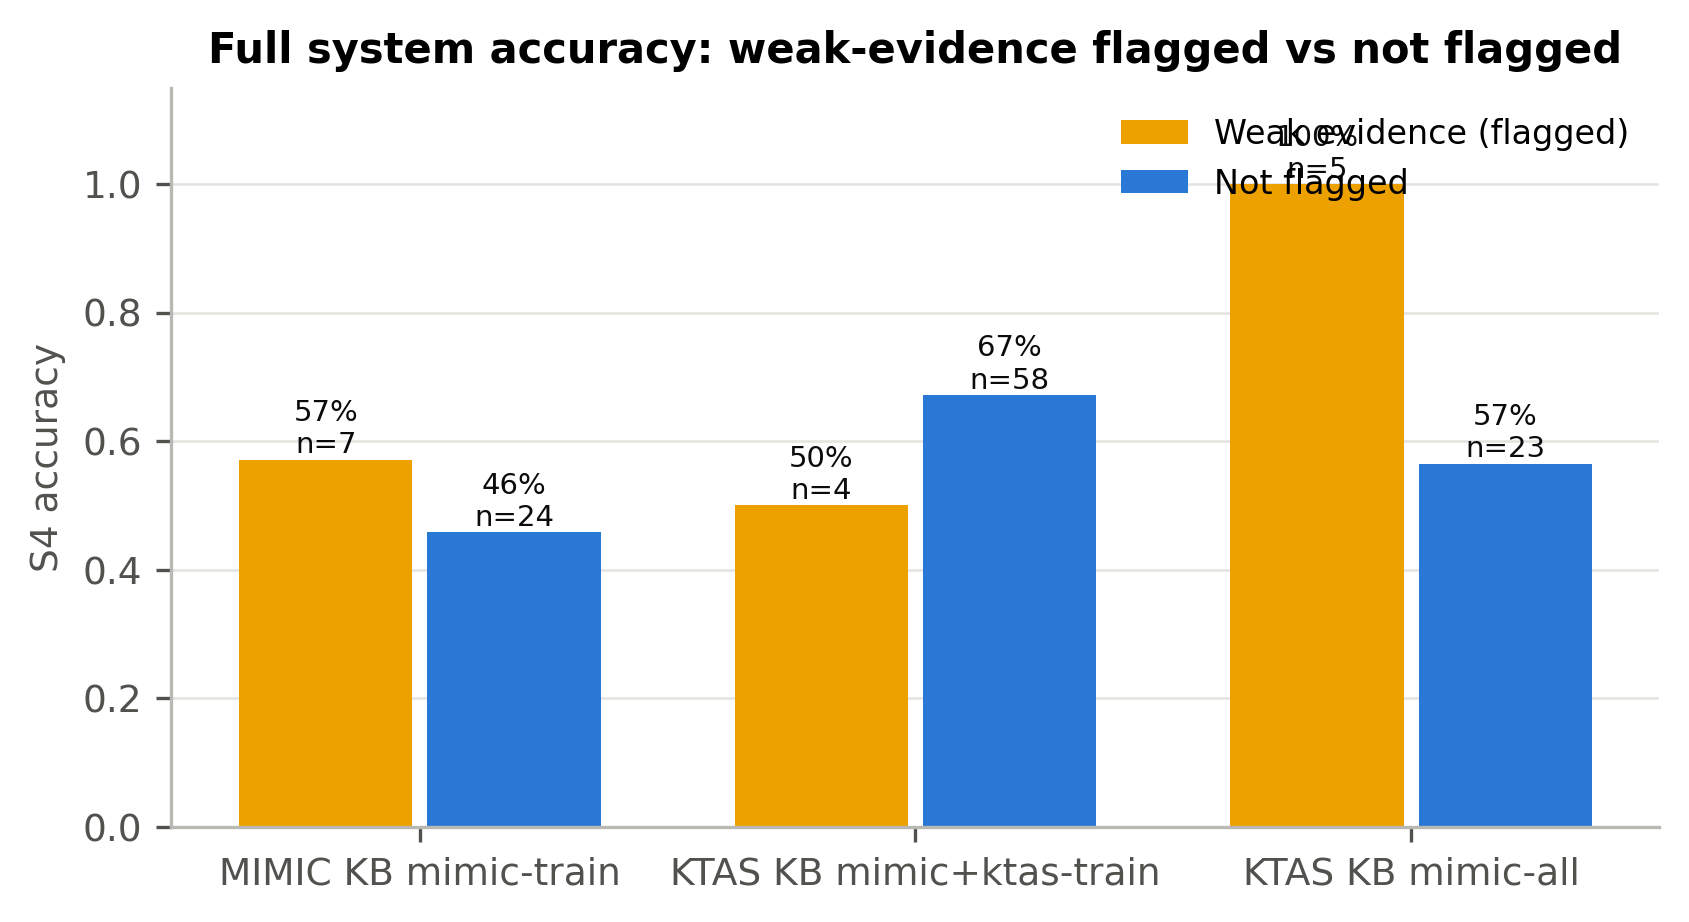 Full system accuracy: weak-evidence flagged vs not flagged
Weak evidence (flagged)
Not flagged
100%
n=5
1.0
0.8
0.6
0.4
0.2
0.0
S4 accuracy
57%
n=7
46%
n=24
50%
n=4
67%
n=58
57%
n=23
MIMIC KB mimic-train
KTAS KB mimic+ktas-train
KTAS KB mimic-all